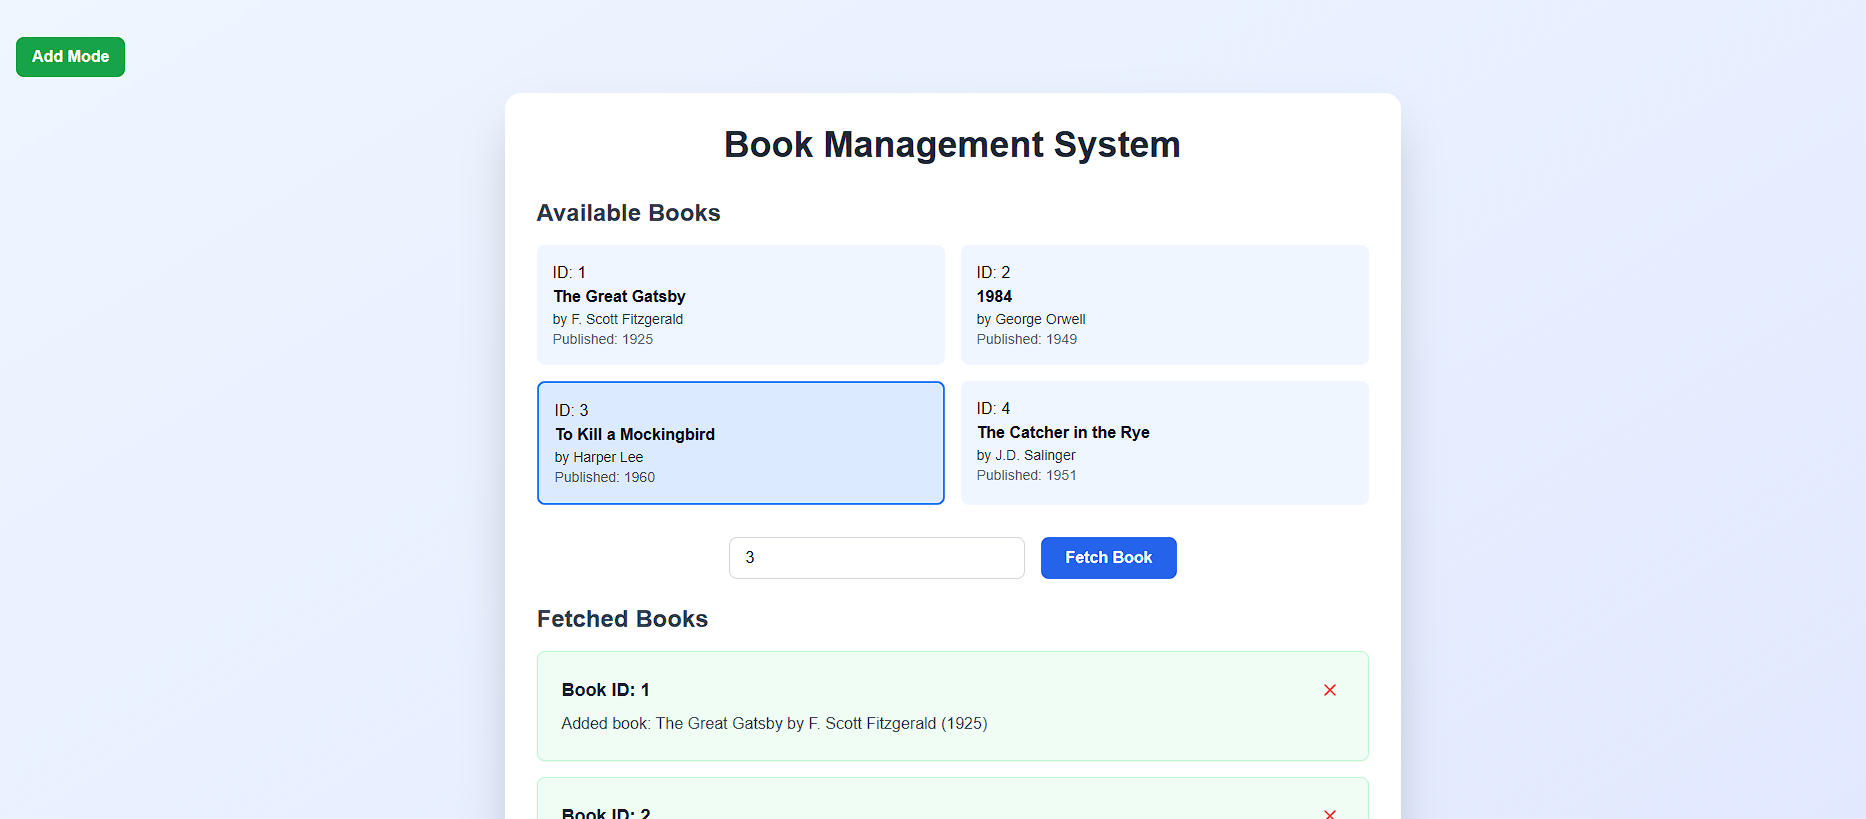 Add Mode
Book Management System
Available Books
ID: 1
The Great Gatsby
by F. Scott Fitzgerald
Published: 1925
ID: 2
1984
by George Orwell
Published: 1949
ID: 3
To Kill a Mockingbird
by Harper Lee
Published: 1960
ID: 4
The Catcher in the Rye
by J.D. Salinger
Published: 1951
3
Fetch Book
Fetched Books
Book ID: 1
Added book: The Great Gatsby by F. Scott Fitzgerald (1925)
Book ID: 2